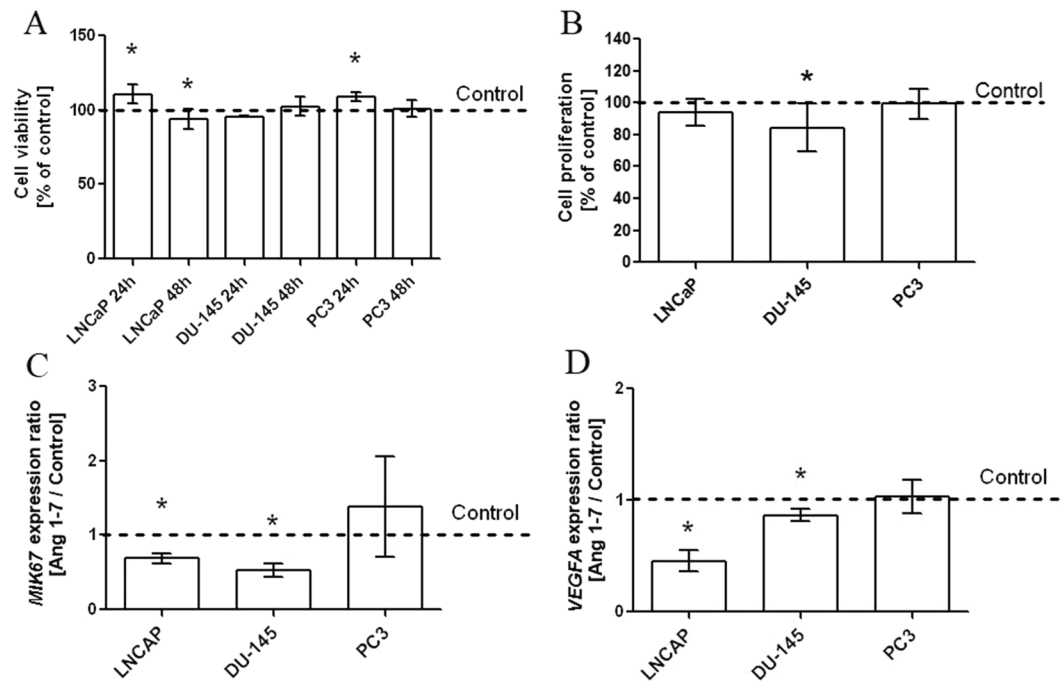 A
Cell viability
[% of control]
150
100
50
0
* * *
Control
LNCaP 24h
LNCaP 48h
DU-145 24h
DU-145 48h
PC3 24h
PC3 48h
B
Cell proliferation
[% of control]
140
120
100
80
60
40
20
0
*
Control
LNCaP
DU-145
PC3
C
MIK67 expression ratio
[Ang 1-7 / Control]
3
2
1
0
* *
Control
LNCAP
DU-145
PC3
D
VEGFA expression ratio
[Ang 1-7 / Control]
2
1
0
* *
Control
LNCAP
DU-145
PC3